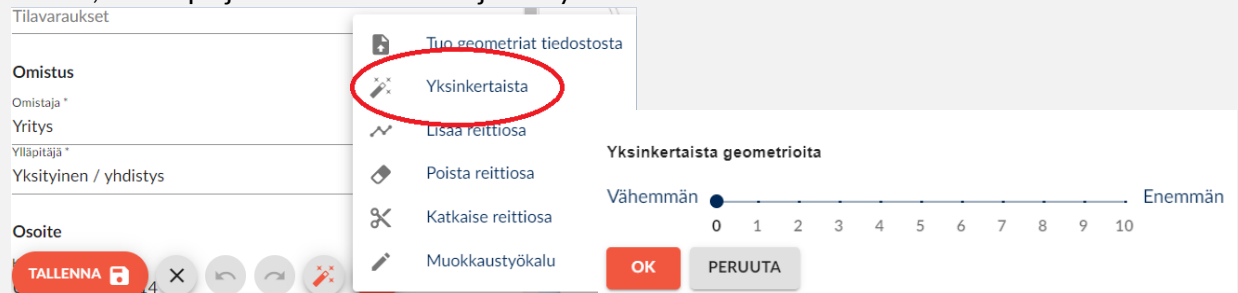 Tilavaraukset
Omistus
Omistaja *
Yritys
Ylläpitäjä *
Yksityinen / yhdistys
Osoite
TALLENNA
14
Tuo geometriat tiedostosta
Yksinkertaista
Lisää reittiosa
Poista reittiosa
Katkaise reittiosa
Muokkaustyökalu
Yksinkertaista geometrioita
Vähemmän Enemmän
0 1 2 3 4 5 6 7 8 9 10
OK PERUUTA